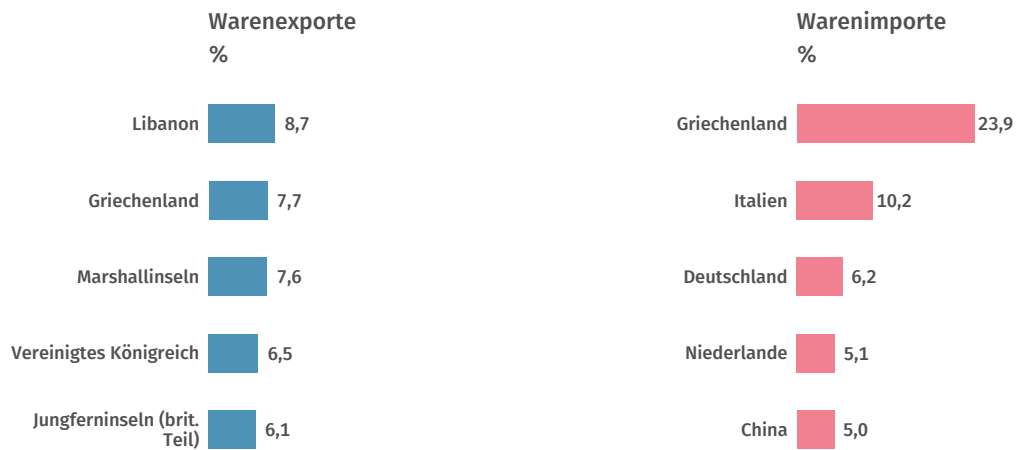 Warenexporte
%
Libanon 8,7
Griechenland 7,7
Marshallinseln 7,6
Vereinigtes Königreich 6,5
Jungferninseln (brit.
Teil) 6,1
Warenimporte
%
Griechenland 23,9
Italien 10,2
Deutschland 6,2
Niederlande 5,1
China 5,0